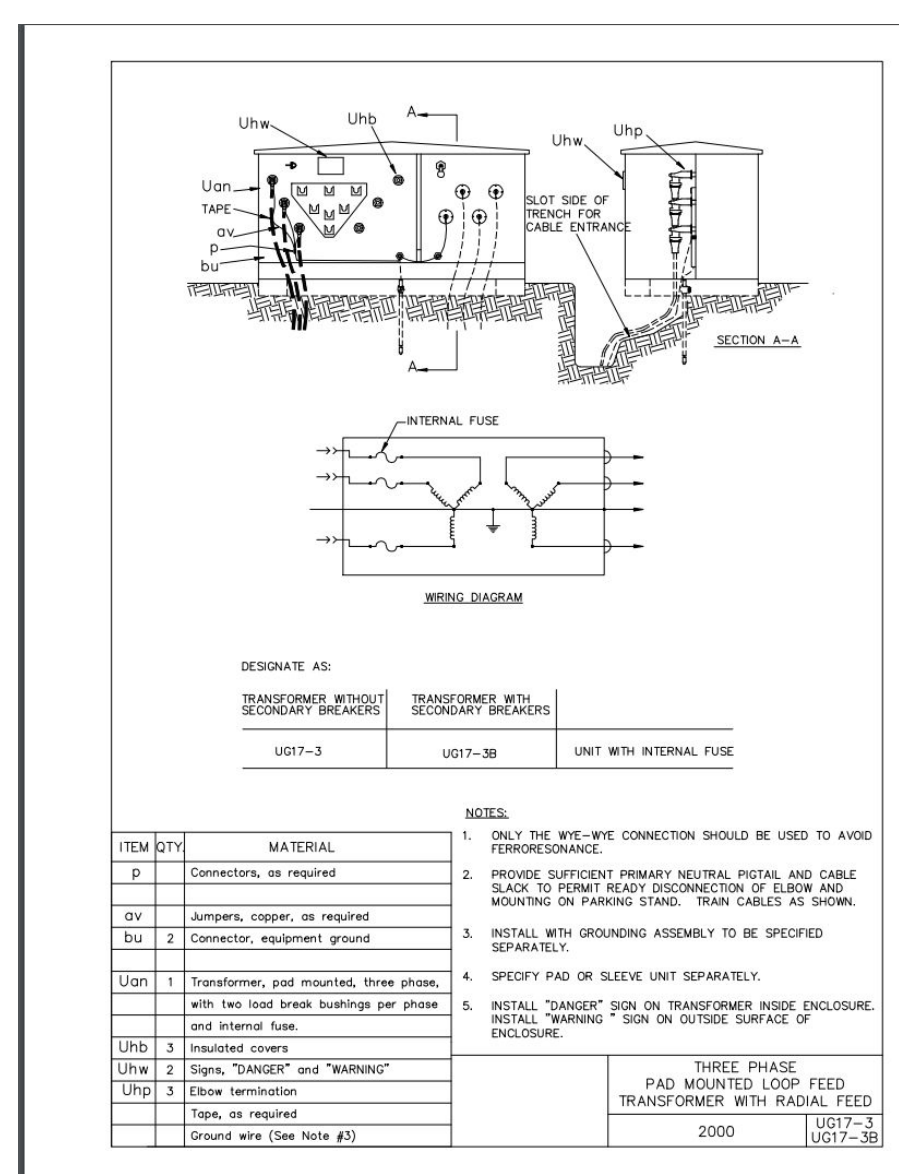 Uhw
Uhb
A
Uhw
Uhp
Uan
TAPE
av
p
bu
SLOT SIDE OF
TRENCH FOR
CABLE ENTRANCE
A
SECTION A-A
INTERNAL FUSE
WIRING DIAGRAM
DESIGNATE AS:
TRANSFORMER WITHOUT
SECONDARY BREAKERS
TRANSFORMER WITH
SECONDARY BREAKERS
UG17-3
UG17-3B
UNIT WITH INTERNAL FUSE
NOTES:
1. ONLY THE WYE-WYE CONNECTION SHOULD BE USED TO AVOID
FERRORESONANCE.
2. PROVIDE SUFFICIENT PRIMARY NEUTRAL PIGTAIL AND CABLE
SLACK TO PERMIT READY DISCONNECTION OF ELBOW AND
MOUNTING ON PARKING STAND. TRAIN CABLES AS SHOWN.
3. INSTALL WITH GROUNDING ASSEMBLY TO BE SPECIFIED
SEPARATELY.
4. SPECIFY PAD OR SLEEVE UNIT SEPARATELY.
5. INSTALL "DANGER" SIGN ON TRANSFORMER INSIDE ENCLOSURE.
INSTALL "WARNING " SIGN ON OUTSIDE SURFACE OF
ENCLOSURE.
ITEM QTY. MATERIAL
p Connectors, as required
av Jumpers, copper, as required
bu 2 Connector, equipment ground
Uan 1 Transformer, pad mounted, three phase,
with two load break bushings per phase
and internal fuse.
Uhb 3 Insulated covers
Uhw 2 Signs, "DANGER" and "WARNING"
Uhp 3 Elbow termination
Tape, as required
Ground wire (See Note #3)
THREE PHASE
PAD MOUNTED LOOP FEED
TRANSFORMER WITH RADIAL FEED
2000
UG17-3
UG17-3B